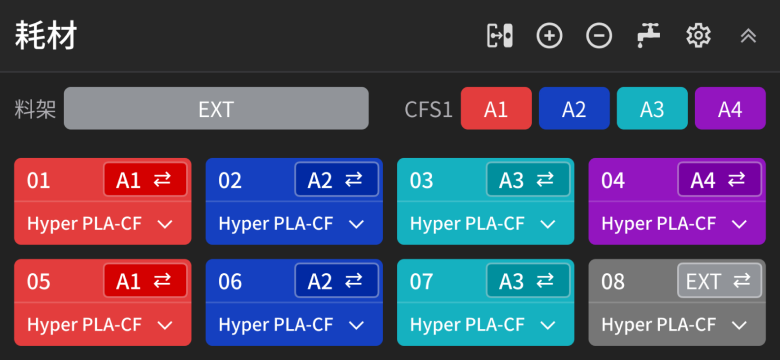 耗材
料架 EXT CFS1 A1 A2 A3 A4
01 A1 02 A2 03 A3 04 A4
Hyper PLA-CF Hyper PLA-CF Hyper PLA-CF Hyper PLA-CF
05 A1 06 A2 07 A3 08 EXT
Hyper PLA-CF Hyper PLA-CF Hyper PLA-CF Hyper PLA-CF